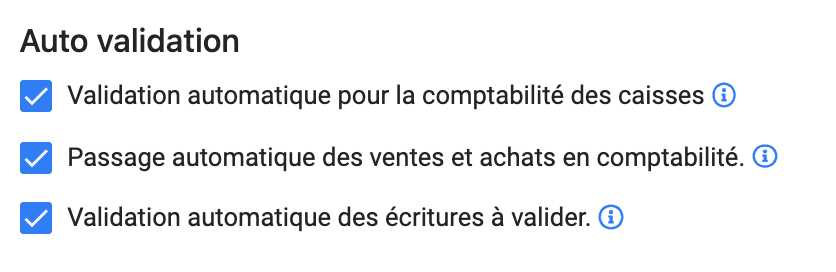 Auto validation
Validation automatique pour la comptabilité des caisses
Passage automatique des ventes et achats en comptabilité.
Validation automatique des écritures à valider.